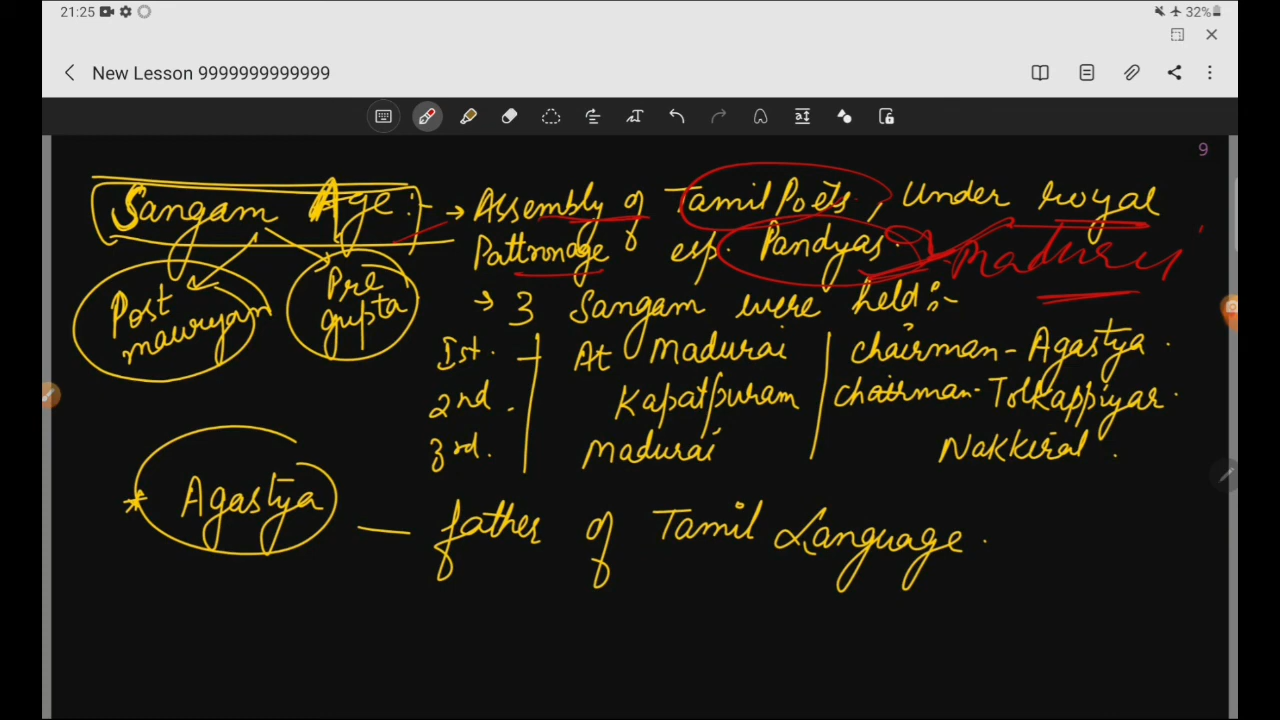 21:25 32%
New Lesson 9999999999999
9
Sangam Age :- → Assembly of Tamil Poets, Under royal
Pattronage esp. Pandyas. Madurai
Post mauryan
Pre gupta
→ 3 Sangam were held:-
Ist. - At Madurai | chairman - Agastya.
2nd. Kapatpuram | chairman - Tolkappiyar.
3rd. Madurai Nakkiral.
* Agastya — father of Tamil Language.